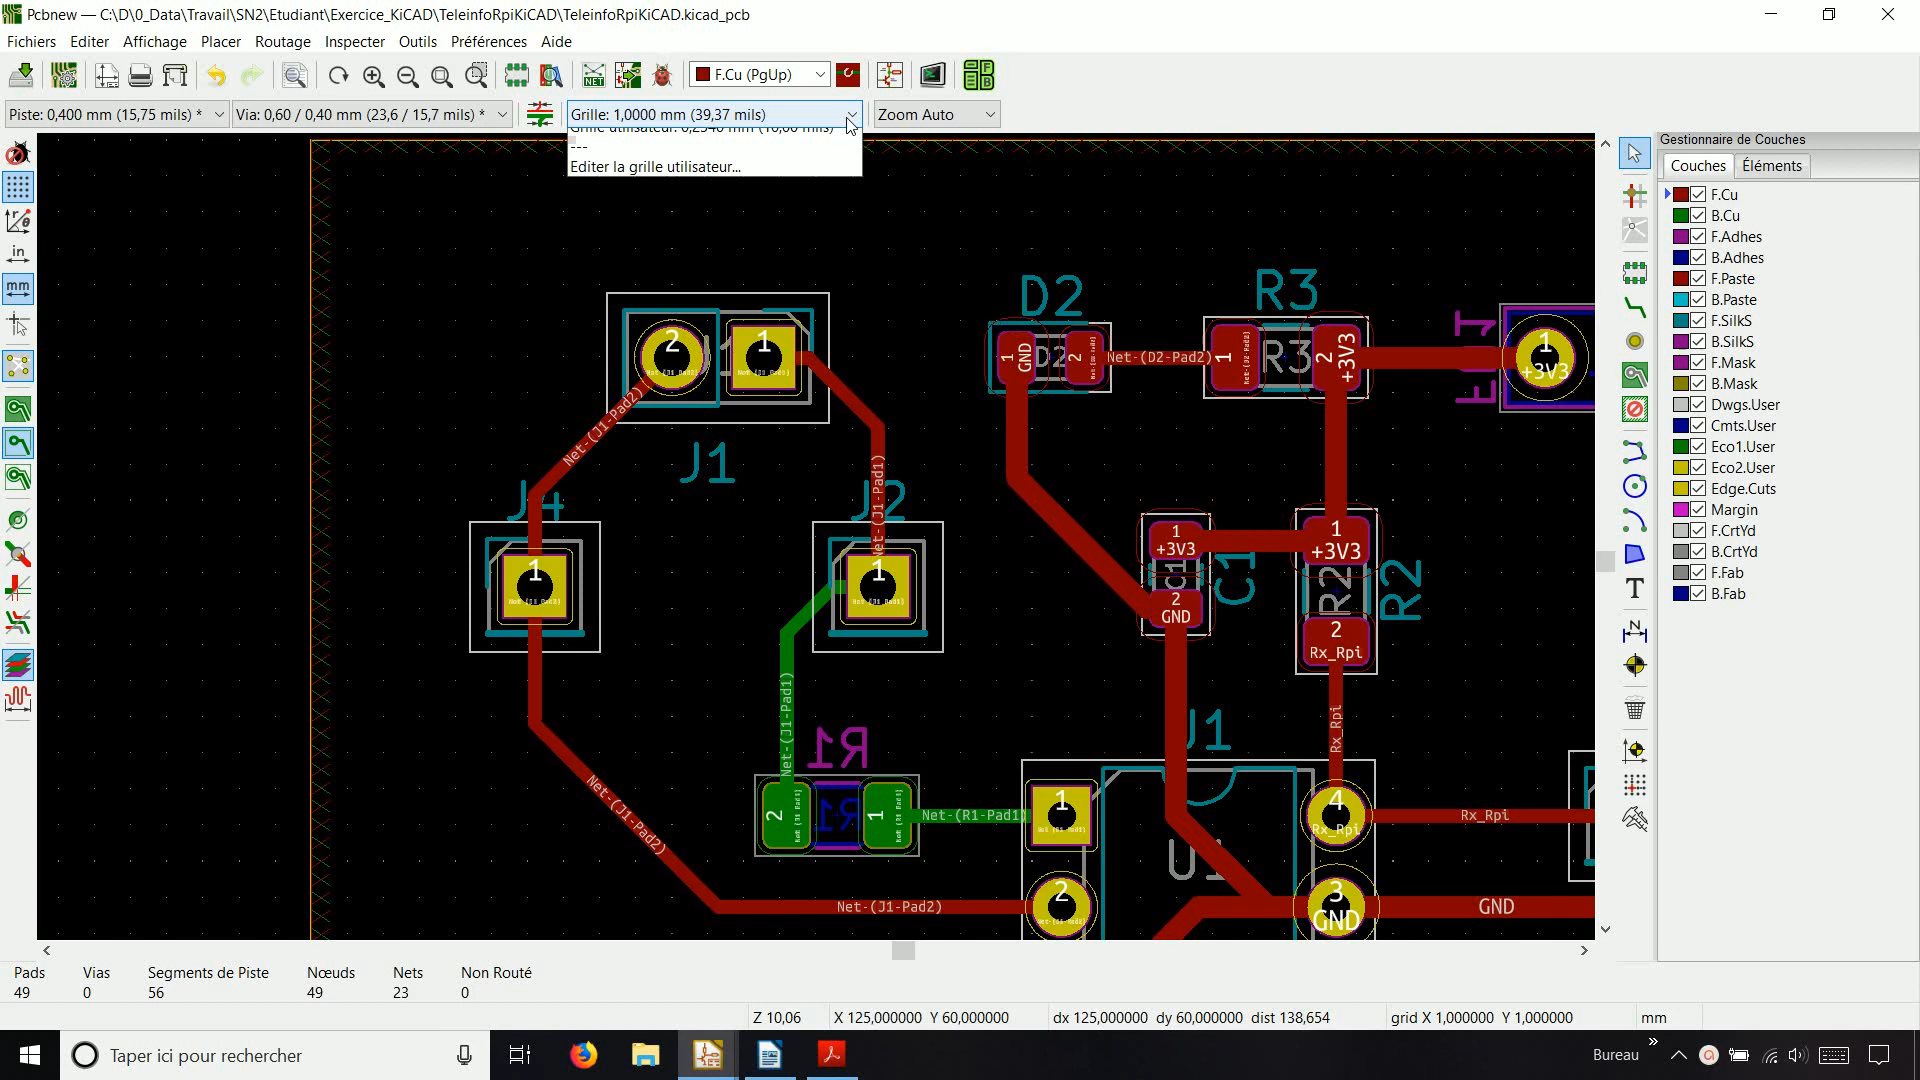 Pcbnew — C:\D\0_Data\Travail\SN2\Etudiant\Exercice_KiCAD\TeleinfoRpiKiCAD\TeleinfoRpiKiCAD.kicad_pcb
Fichiers Editer Affichage Placer Routage Inspecter Outils Préférences Aide
NET
F.Cu (PgUp)
Piste: 0,400 mm (15,75 mils) *
Via: 0,60 / 0,40 mm (23,6 / 15,7 mils) *
Grille: 1,0000 mm (39,37 mils)
Zoom Auto
Grille utilisateur: 0,2540 mm (10,00 mils)
---
Editer la grille utilisateur...
in
mm
Gestionnaire de Couches
Couches Éléments
F.Cu
B.Cu
F.Adhes
B.Adhes
F.Paste
B.Paste
F.SilkS
B.SilkS
F.Mask
B.Mask
Dwgs.User
Cmts.User
Eco1.User
Eco2.User
Edge.Cuts
Margin
F.CrtYd
B.CrtYd
F.Fab
B.Fab
D2
R3
2
1
1
GND
D2
2
Net-(D2-Pad2)
1
R3
2
+3V3
1
+3V3
Net-(J1-Pad2)
Net-(J1-Pad1)
J1
J4
J2
1
1
1
+3V3
C1
2
GND
C1
1
+3V3
R2
2
Rx_Rpi
R2
Net-(J1-Pad1)
Rx_Rpi
R1
U1
Net-(J1-Pad2)
2
R1
1
Net-(R1-Pad1)
1
4
Rx_Rpi
Rx_Rpi
U1
Net-(J1-Pad2)
2
3
GND
GND
Pads Vias Segments de Piste Nœuds Nets Non Routé
49 0 56 49 23 0
Z 10,06 X 125,000000 Y 60,000000 dx 125,000000 dy 60,000000 dist 138,654 grid X 1,000000 Y 1,000000 mm
Taper ici pour rechercher
Bureau